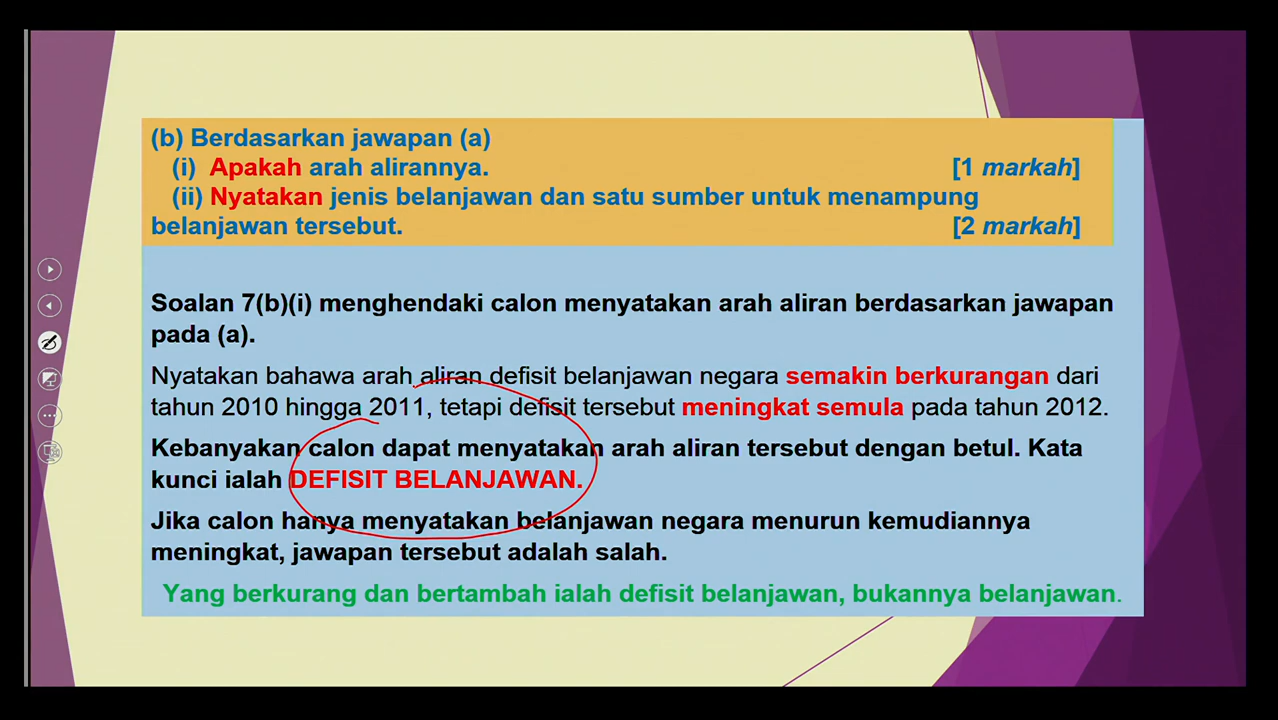 (b) Berdasarkan jawapan (a)
(i) Apakah arah alirannya. [1 markah]
(ii) Nyatakan jenis belanjawan dan satu sumber untuk menampung
belanjawan tersebut. [2 markah]
Soalan 7(b)(i) menghendaki calon menyatakan arah aliran berdasarkan jawapan
pada (a).
Nyatakan bahawa arah aliran defisit belanjawan negara semakin berkurangan dari
tahun 2010 hingga 2011, tetapi defisit tersebut meningkat semula pada tahun 2012.
Kebanyakan calon dapat menyatakan arah aliran tersebut dengan betul. Kata
kunci ialah DEFISIT BELANJAWAN.
Jika calon hanya menyatakan belanjawan negara menurun kemudiannya
meningkat, jawapan tersebut adalah salah.
Yang berkurang dan bertambah ialah defisit belanjawan, bukannya belanjawan.